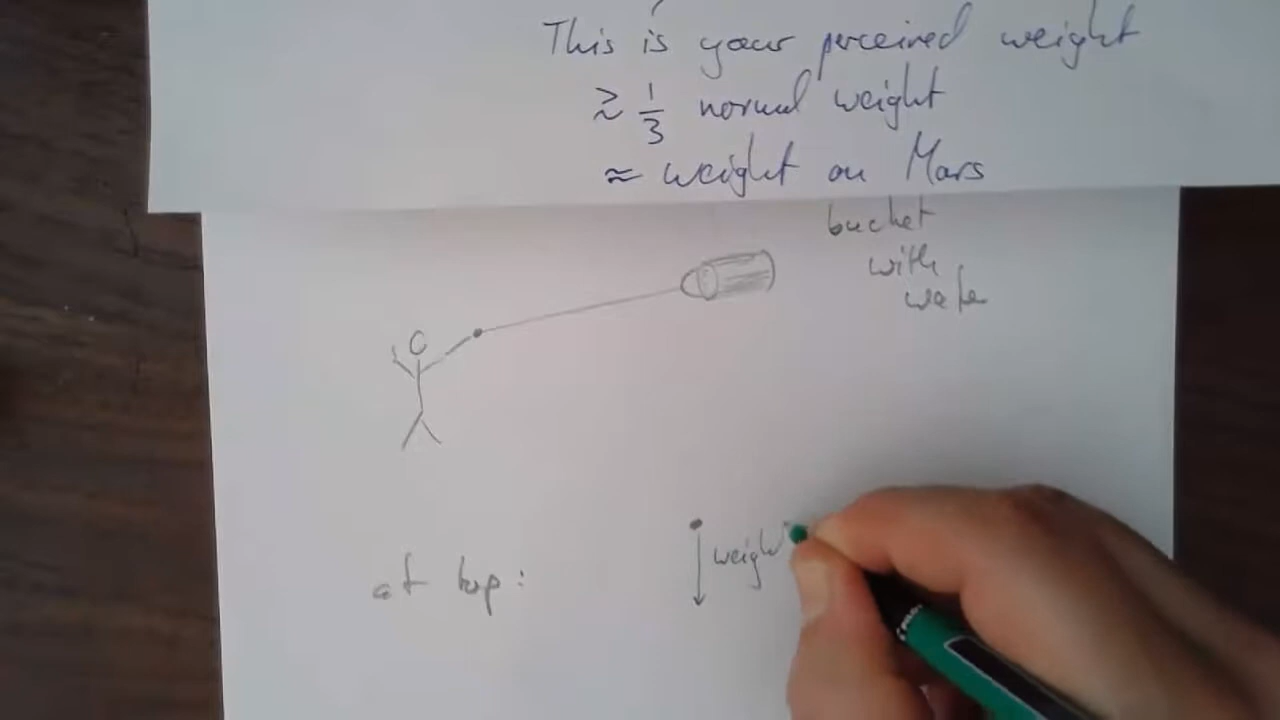 This is your perceived weight
≳ 1/3 normal weight
≈ weight on Mars
bucket
with
water
at top:
weight